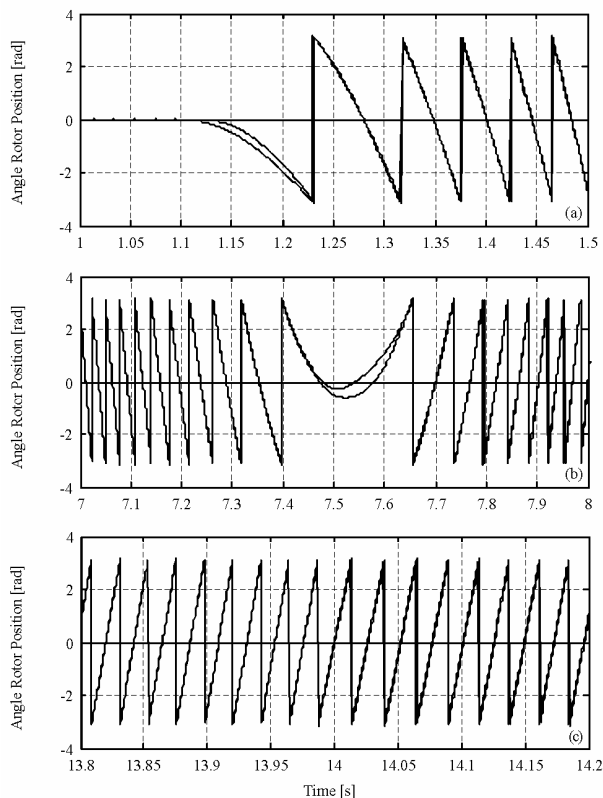 4
2
0
-2
-4
Angle Rotor Position [rad]
(a)
1 1.05 1.1 1.15 1.2 1.25 1.3 1.35 1.4 1.45 1.5
4
2
0
-2
-4
Angle Rotor Position [rad]
(b)
7 7.1 7.2 7.3 7.4 7.5 7.6 7.7 7.8 7.9 8
4
2
0
-2
-4
Angle Rotor Position [rad]
(c)
13.8 13.85 13.9 13.95 14 14.05 14.1 14.15 14.2
Time [s]